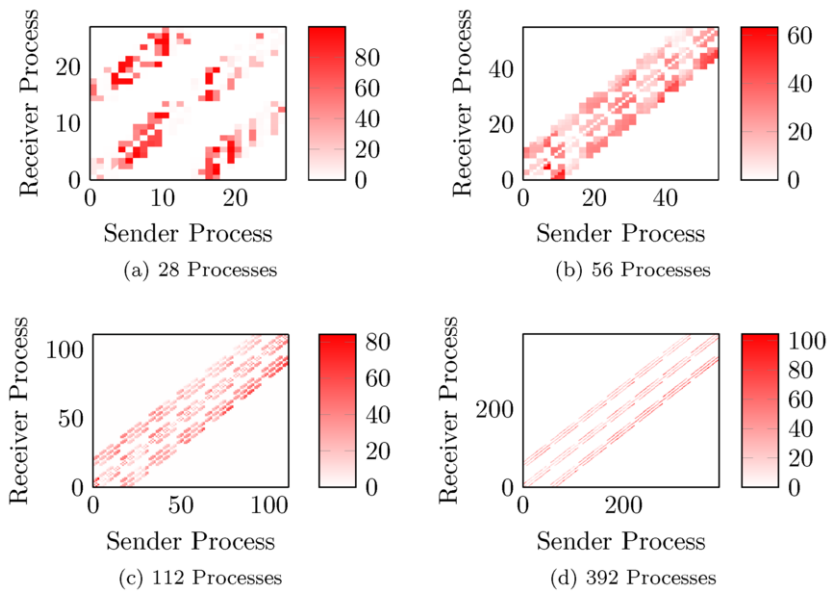 Receiver Process
20
10
0
0 10 20
80
60
40
20
0
Sender Process
(a) 28 Processes
Receiver Process
40
20
0
0 20 40
60
40
20
0
Sender Process
(b) 56 Processes
Receiver Process
100
50
0
0 50 100
80
60
40
20
0
Sender Process
(c) 112 Processes
Receiver Process
200
0
0 200
100
80
60
40
20
0
Sender Process
(d) 392 Processes